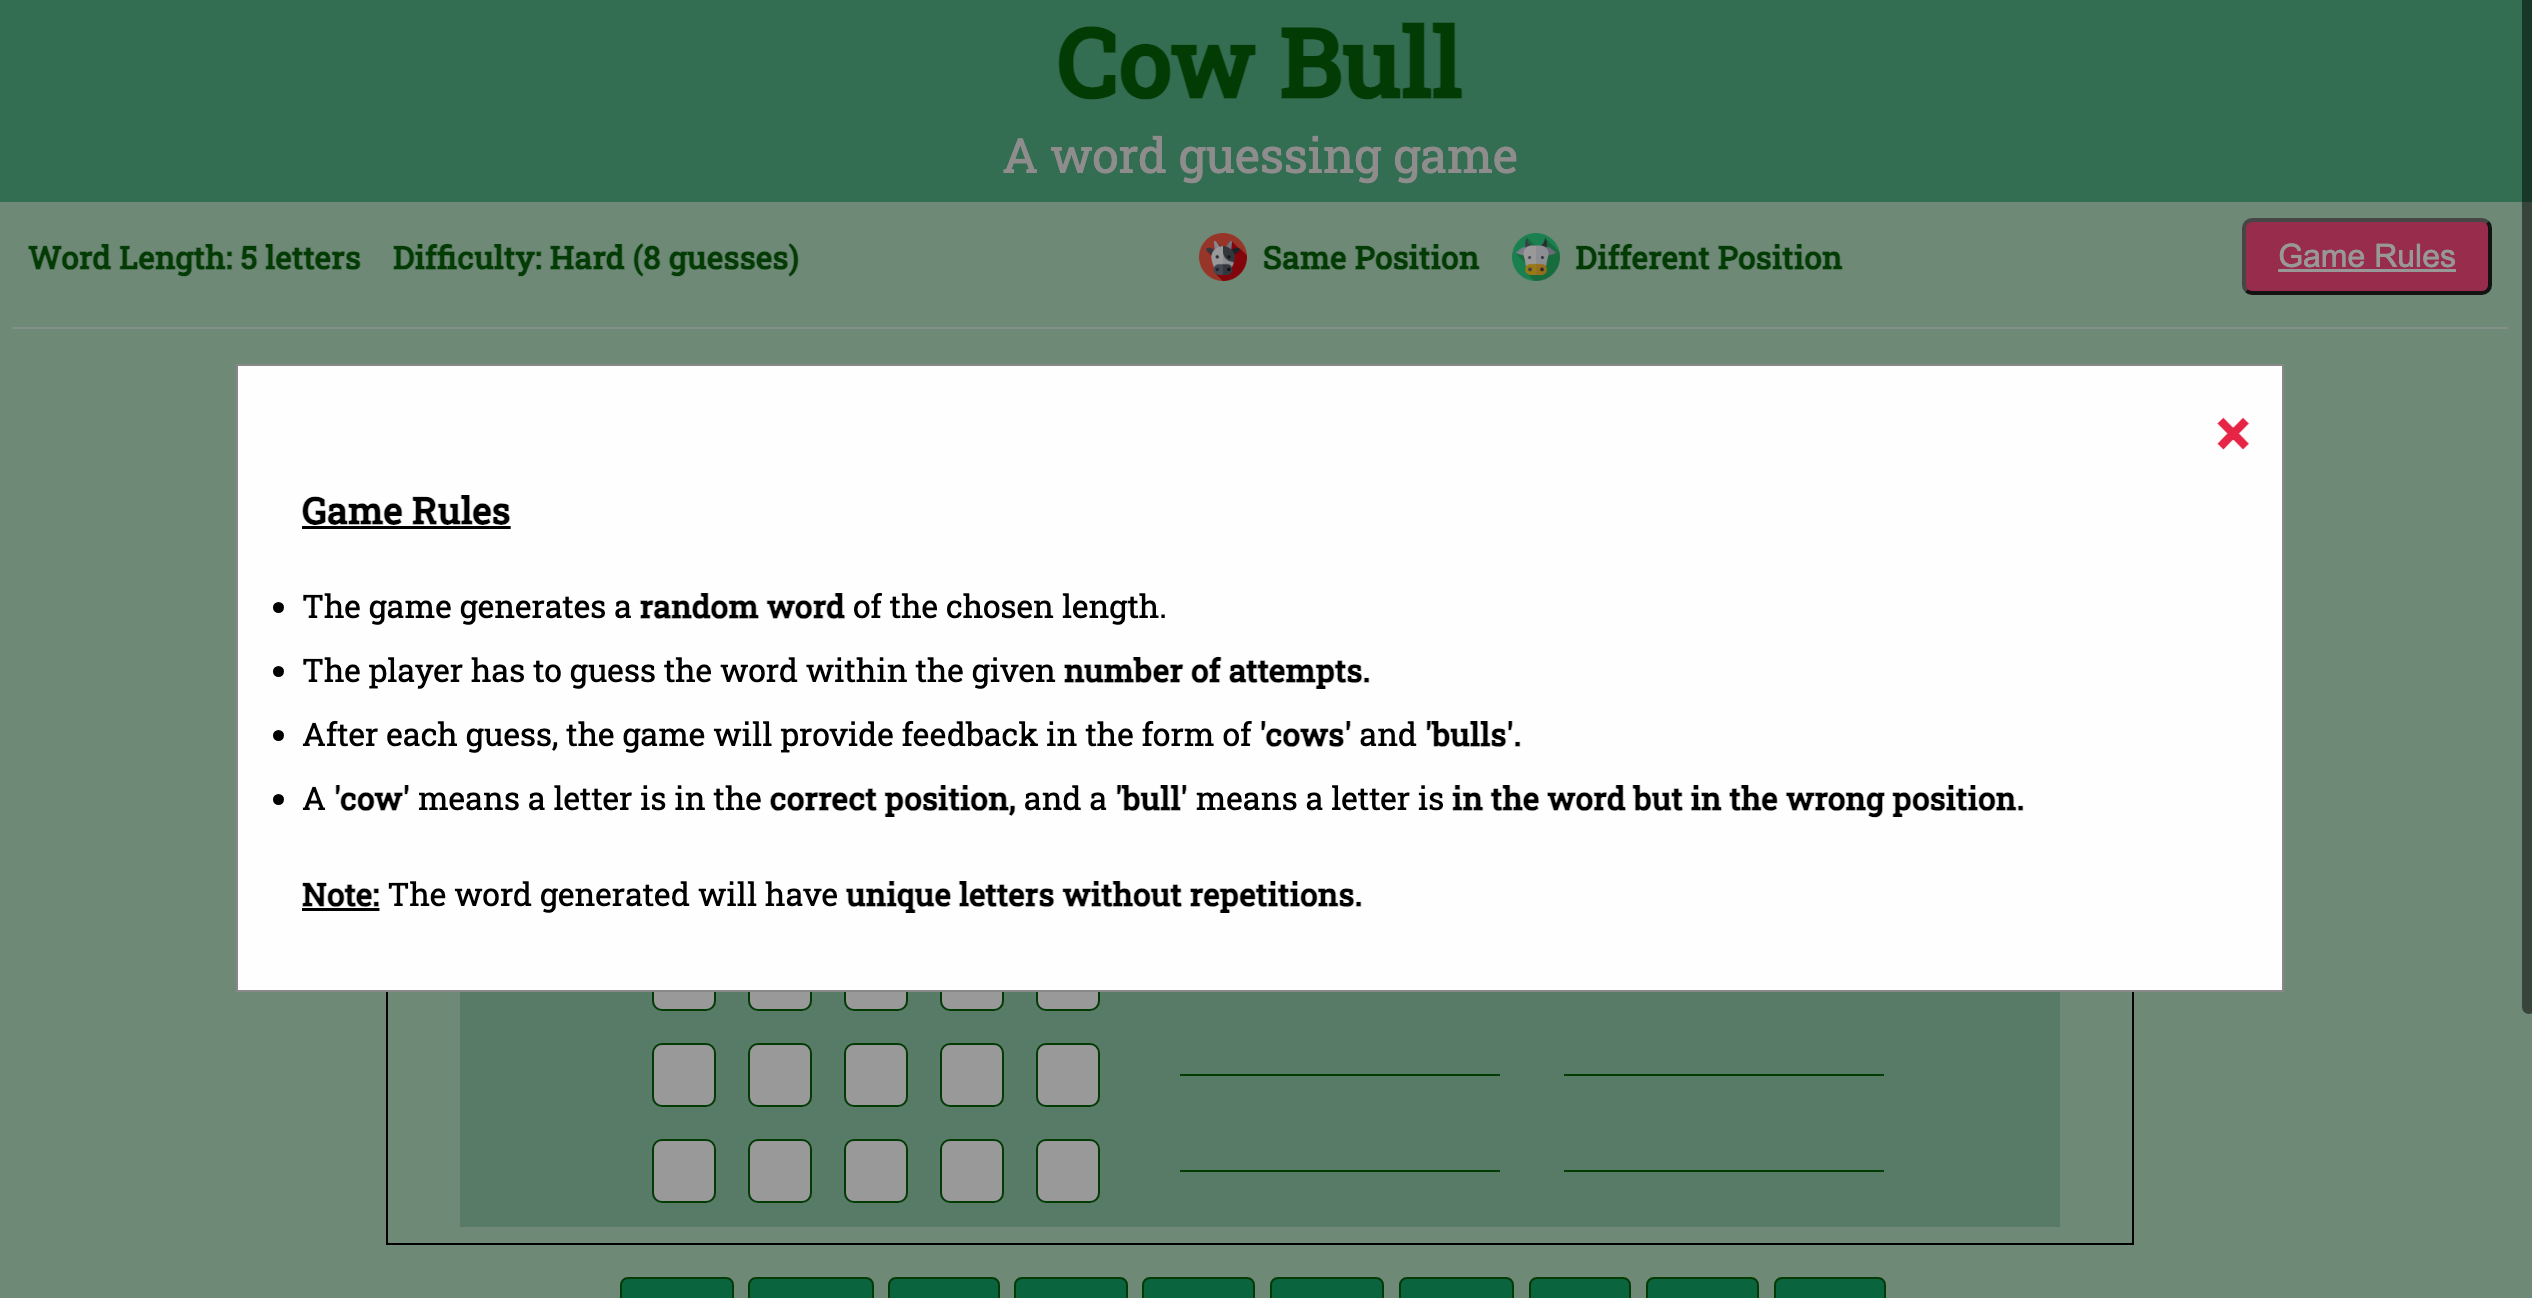 Cow Bull
A word guessing game
Word Length: 5 letters Difficulty: Hard (8 guesses) Same Position Different Position Game Rules
Game Rules
The game generates a random word of the chosen length.
The player has to guess the word within the given number of attempts.
After each guess, the game will provide feedback in the form of 'cows' and 'bulls'.
A 'cow' means a letter is in the correct position, and a 'bull' means a letter is in the word but in the wrong position.
Note: The word generated will have unique letters without repetitions.